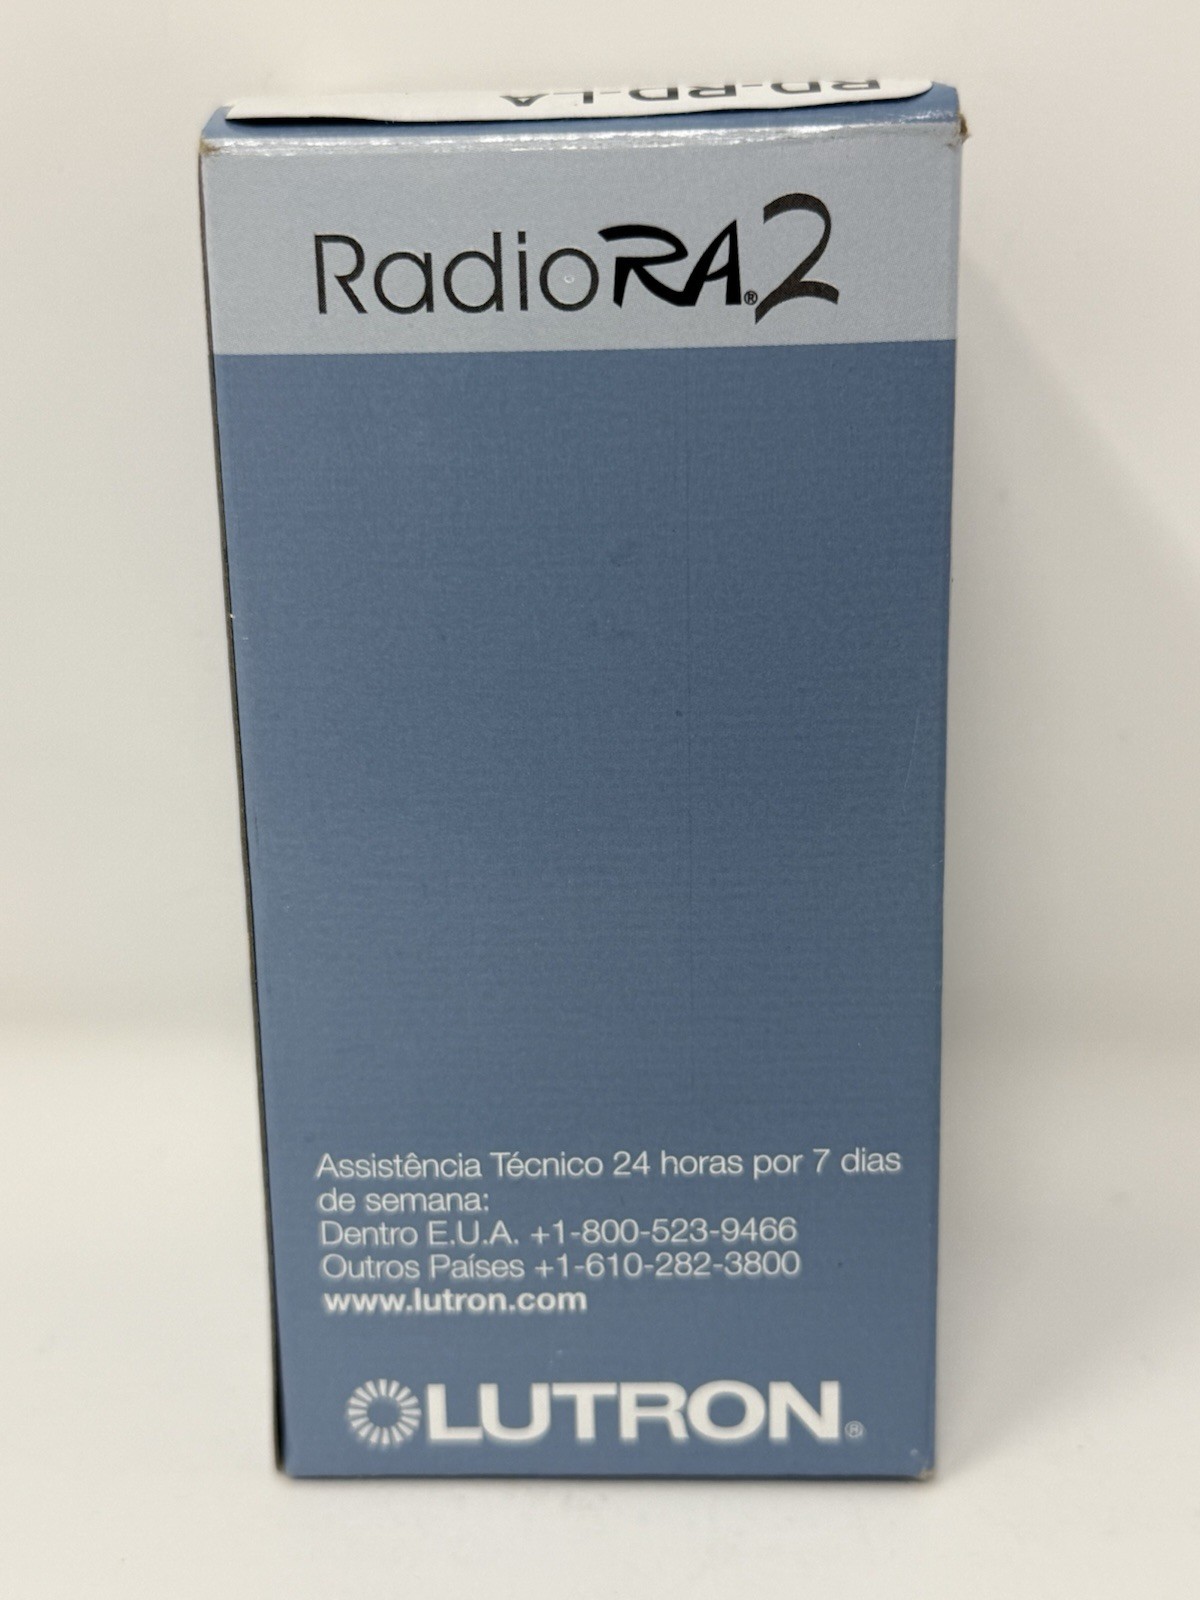 RD-RD-LA
RadioRA®2
Assistência Técnico 24 horas por 7 dias
de semana:
Dentro E.U.A. +1-800-523-9466
Outros Países +1-610-282-3800
www.lutron.com
LUTRON®